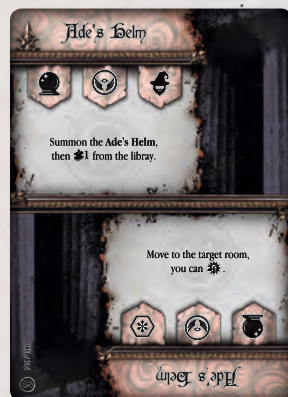 Ade's Helm
Summon the Ade's Helm,
then 1 from the libray.
Move to the target room,
you can .
Ade's Helm